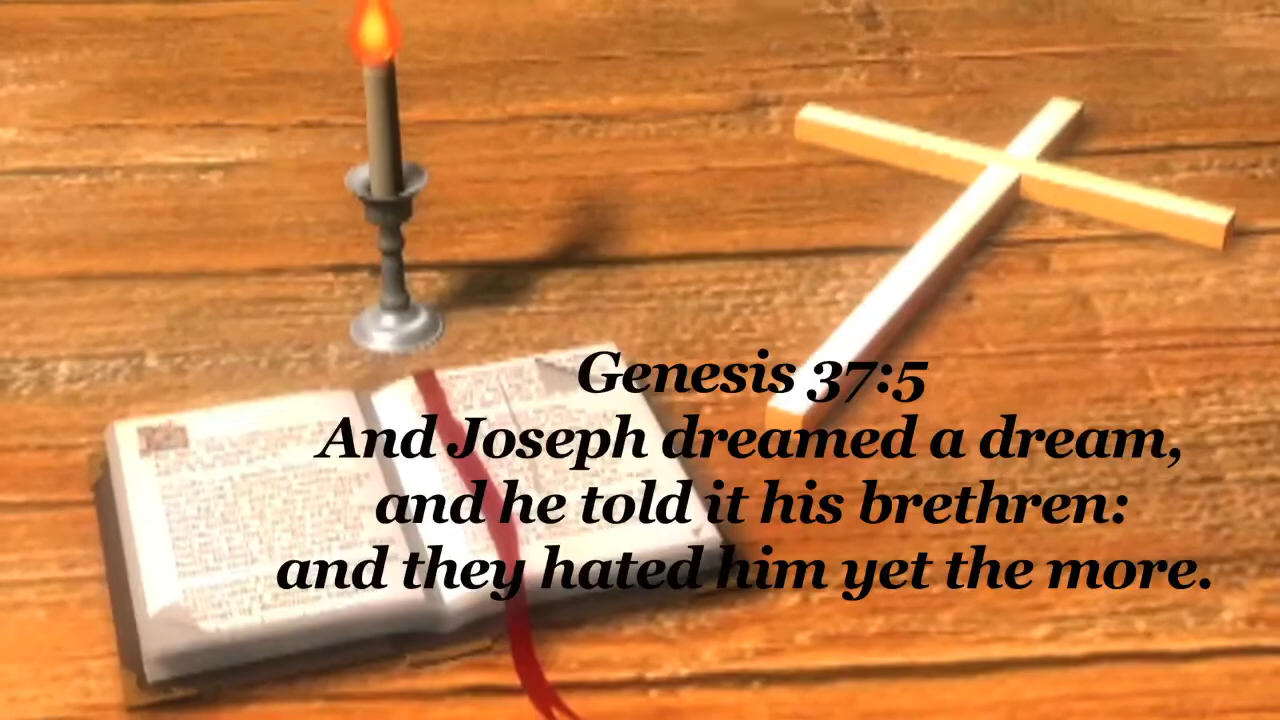 Genesis 37:5
And Joseph dreamed a dream,
and he told it his brethren:
and they hated him yet the more.